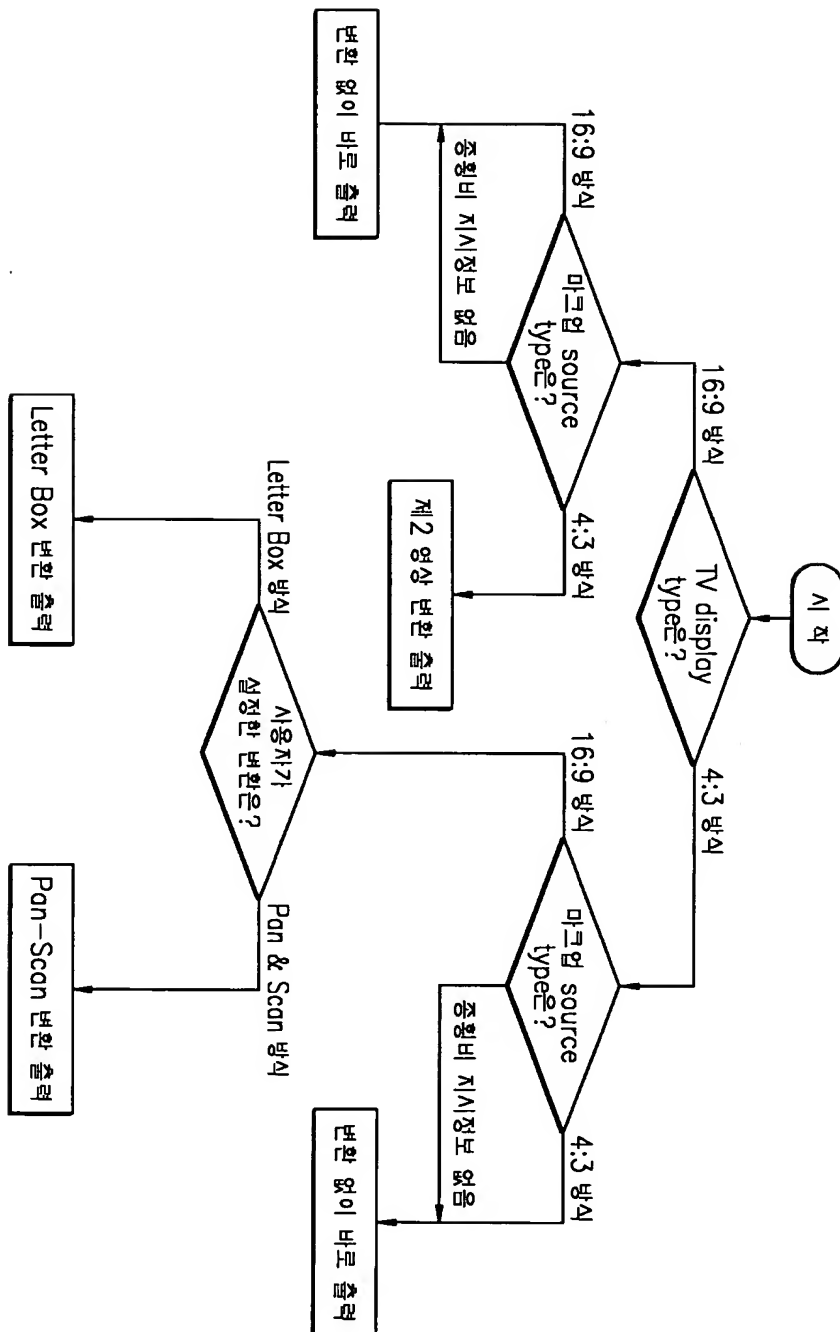 시 작
TV display
type은?
16:9 방식
4:3 방식
마크업 source
type은?
마크업 source
type은?
16:9 방식
종횡비 지시정보 없음
4:3 방식
16:9 방식
종횡비 지시정보 없음
4:3 방식
변환 없이 바로 출력
제2 영상 변환 출력
사용자가
설정한 변환은?
변환 없이 바로 출력
Letter Box 방식
Pan & Scan 방식
Letter Box 변환 출력
Pan-Scan 변환 출력